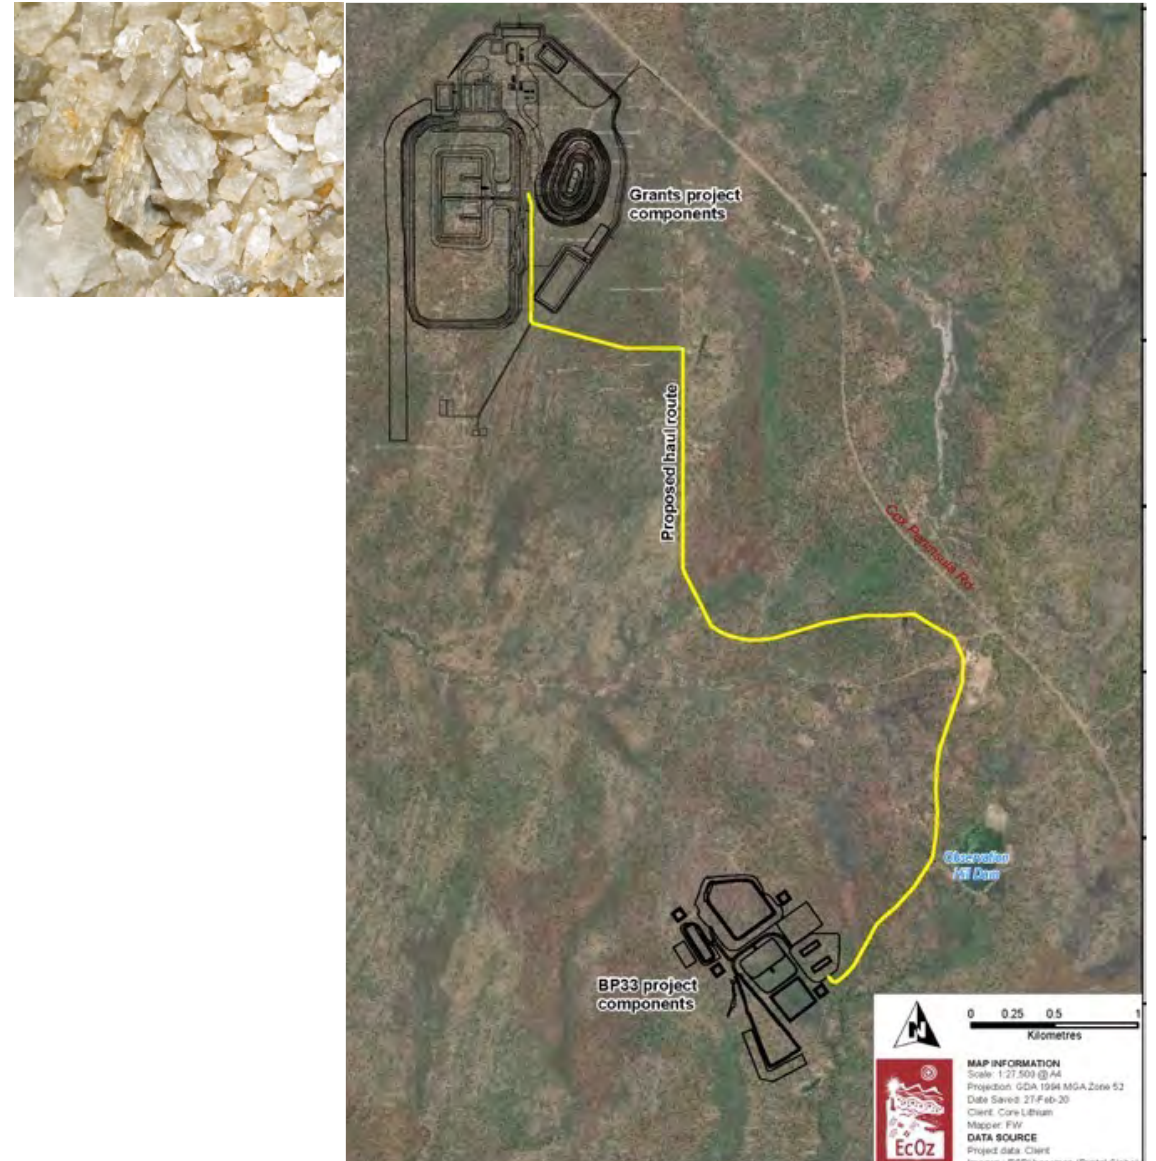 Grants project
components
Proposed haul route
Cox Peninsula Rd
Observation
Hill Dam
BP33 project
components
N
0 0.25 0.5 1
Kilometres
MAP INFORMATION
Scale: 1:27,500 @ A4
Projection: GDA 1994 MGA Zone 52
Date Saved: 27-Feb-20
Client: Core Lithium
Mapper: FW
DATA SOURCE
Project data: Client
EcOz